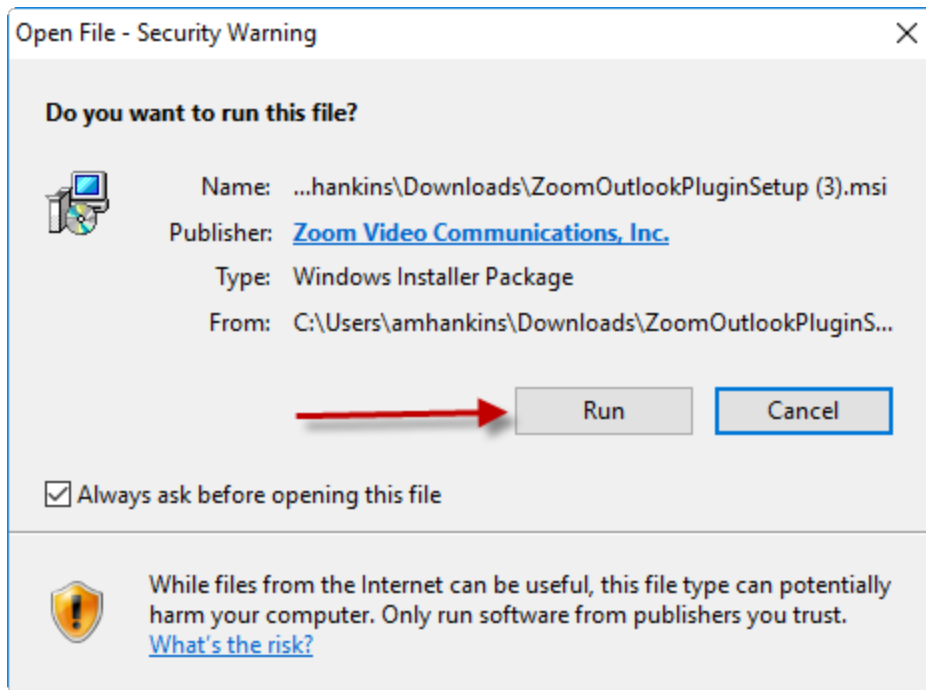 Open File - Security Warning
Do you want to run this file?
Name: ...hankins\Downloads\ZoomOutlookPluginSetup (3).msi
Publisher: Zoom Video Communications, Inc.
Type: Windows Installer Package
From: C:\Users\amhankins\Downloads\ZoomOutlookPluginS...
Run Cancel
Always ask before opening this file
While files from the Internet can be useful, this file type can potentially
harm your computer. Only run software from publishers you trust.
What's the risk?